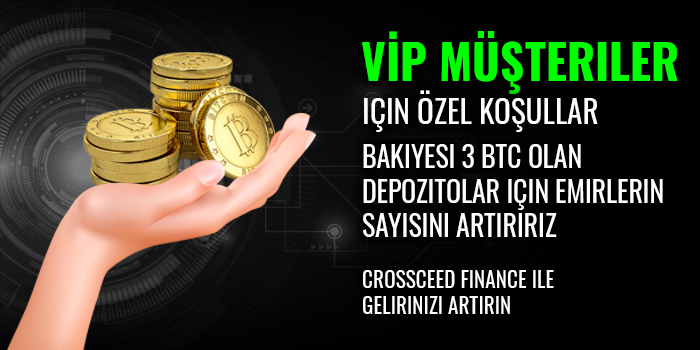 VİP MÜŞTERILER
IÇIN ÖZEL KOŞULLAR
BAKIYESI 3 BTC OLAN
DEPOZITOLAR IÇIN EMIRLERIN
SAYISINI ARTIRIRIZ
CROSSCEED FINANCE ILE
GELIRINIZI ARTIRIN
BITCOIN